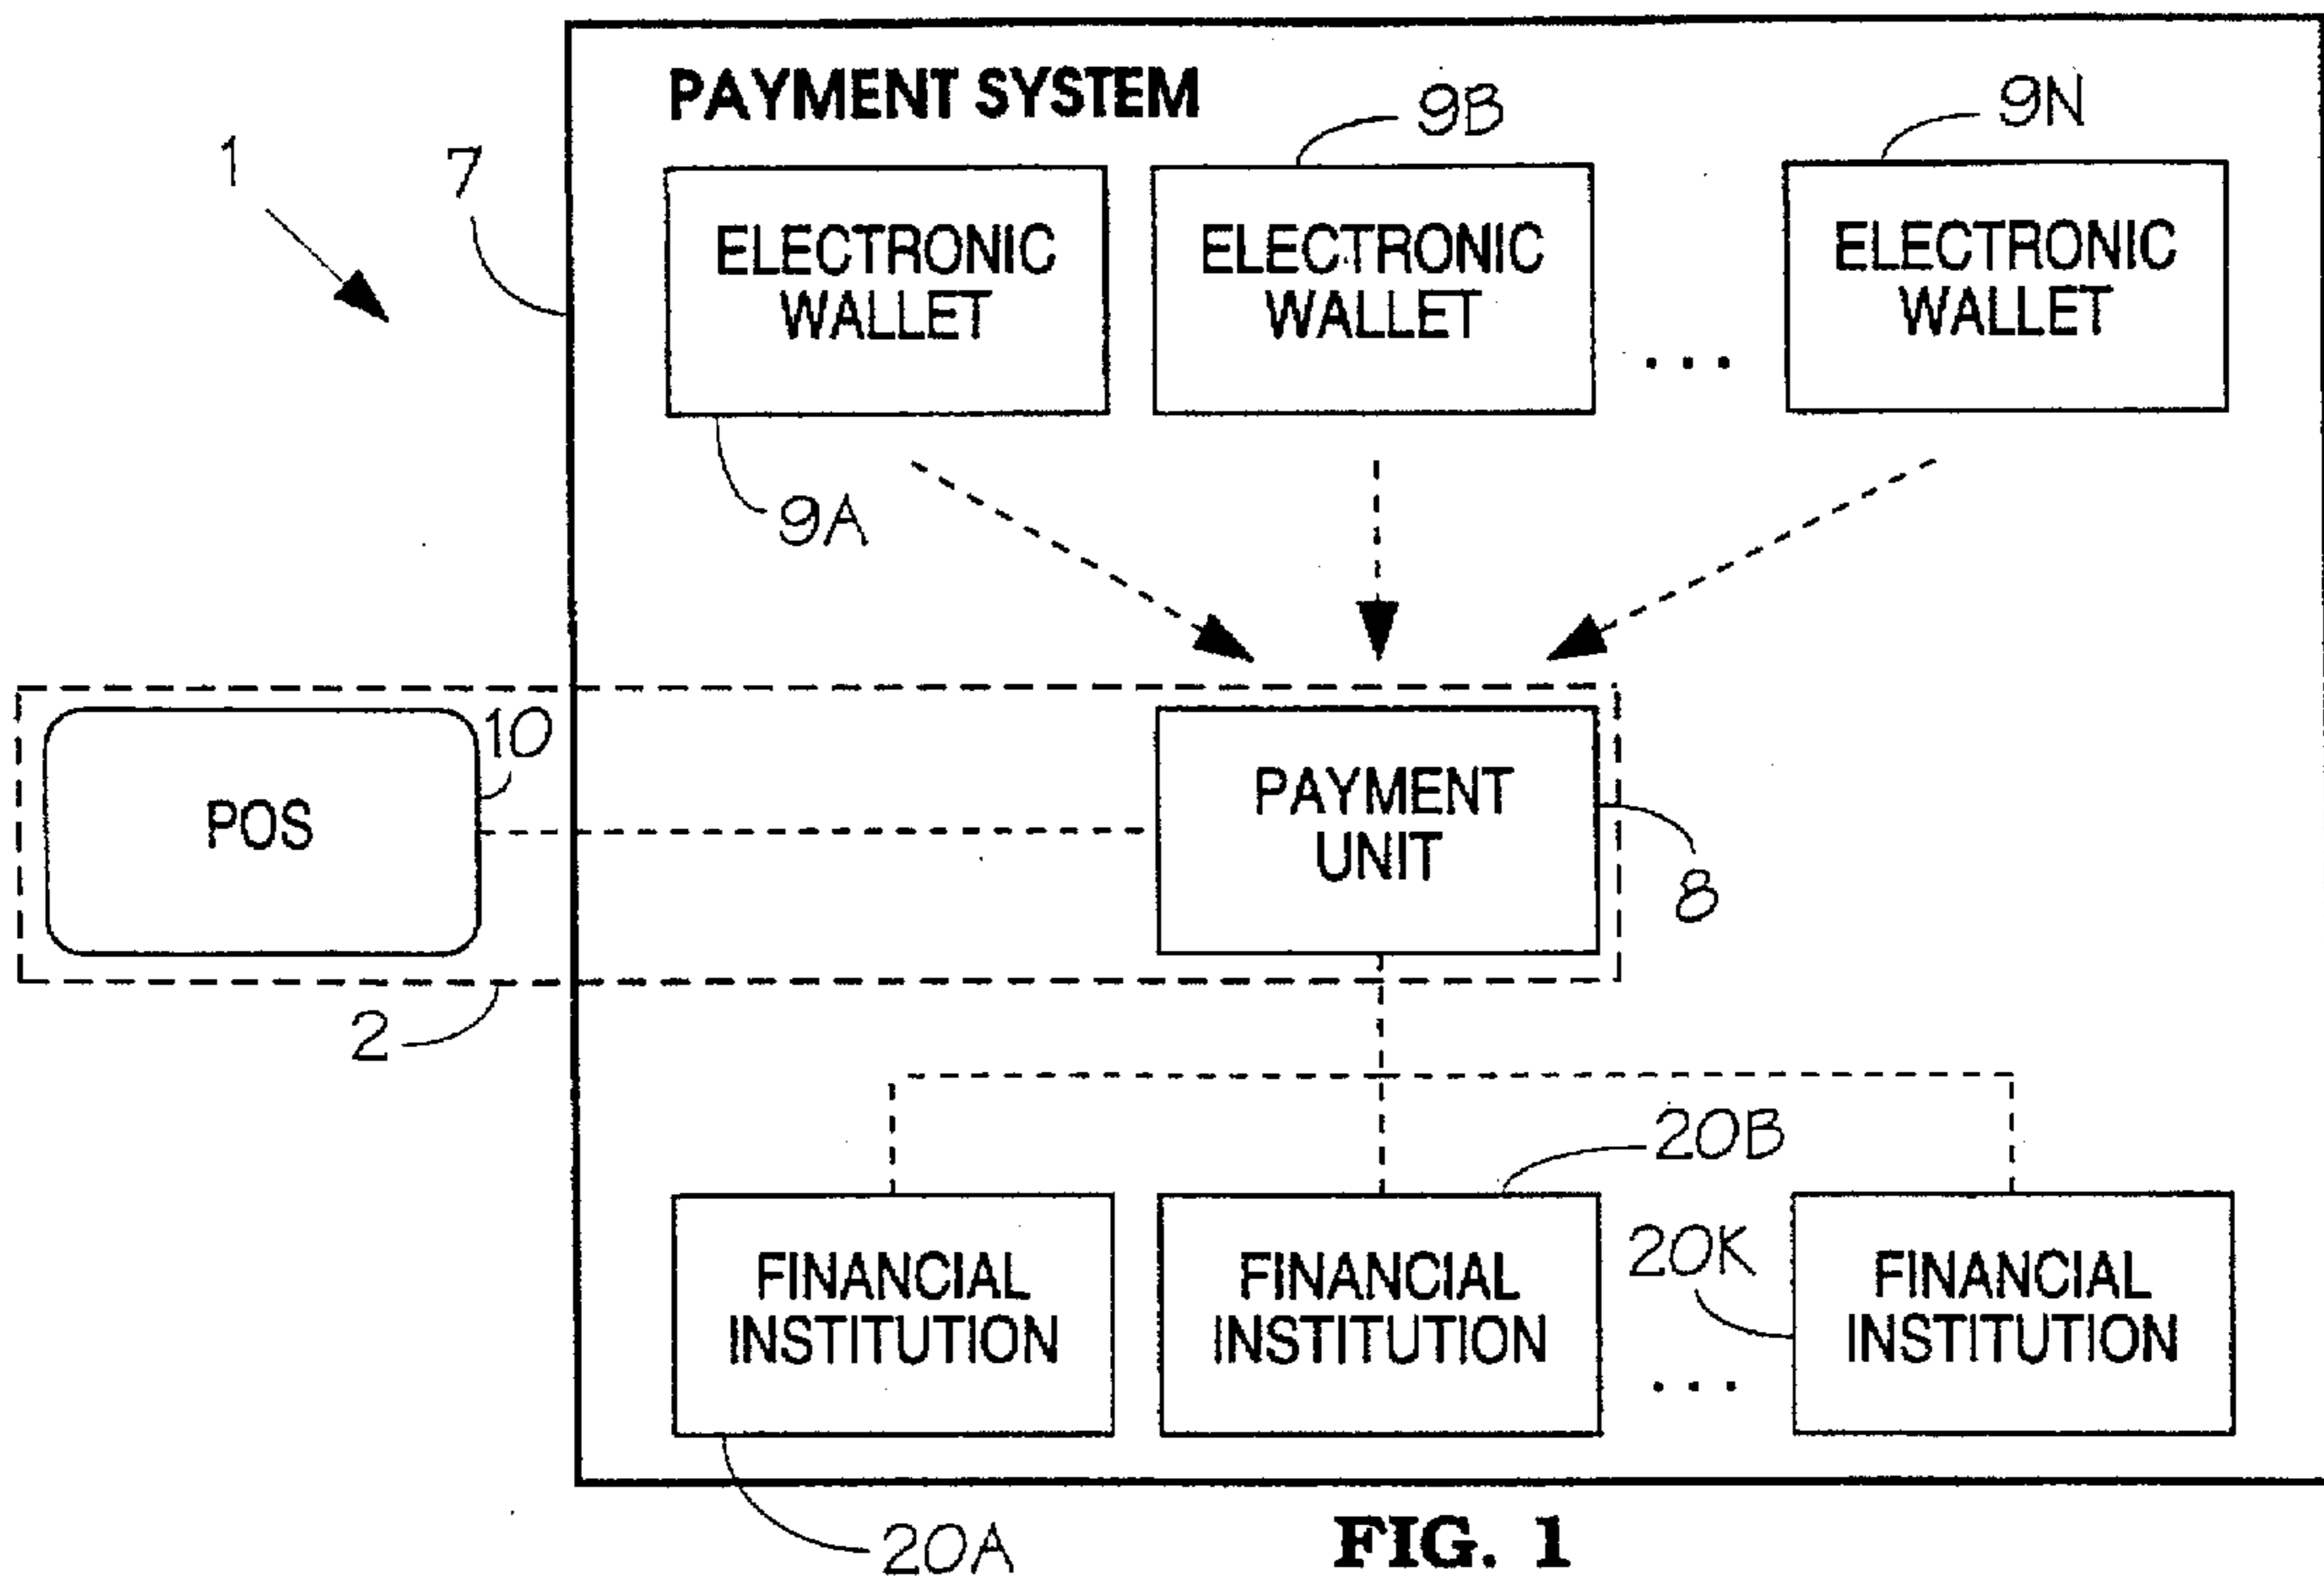 PAYMENT SYSTEM
1
7
9B
9N
ELECTRONIC
WALLET
ELECTRONIC
WALLET
...
ELECTRONIC
WALLET
9A
POS
10
PAYMENT
UNIT
8
2
20B
20K
FINANCIAL
INSTITUTION
FINANCIAL
INSTITUTION
...
FINANCIAL
INSTITUTION
20A
FIG. 1